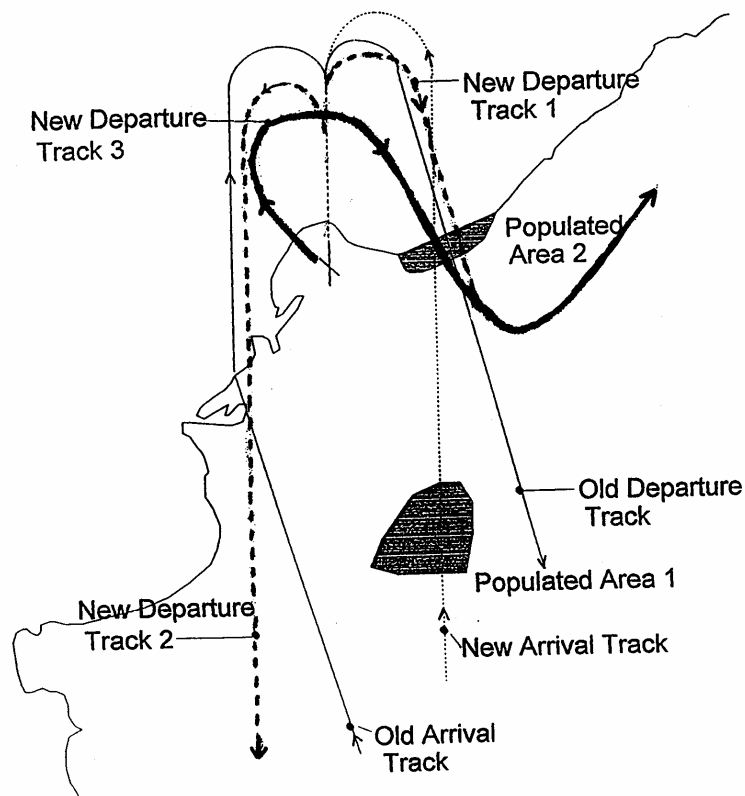 New Departure
Track 1
New Departure
Track 3
Populated
Area 2
Old Departure
Track
Populated Area 1
New Departure
Track 2
New Arrival Track
Old Arrival
Track